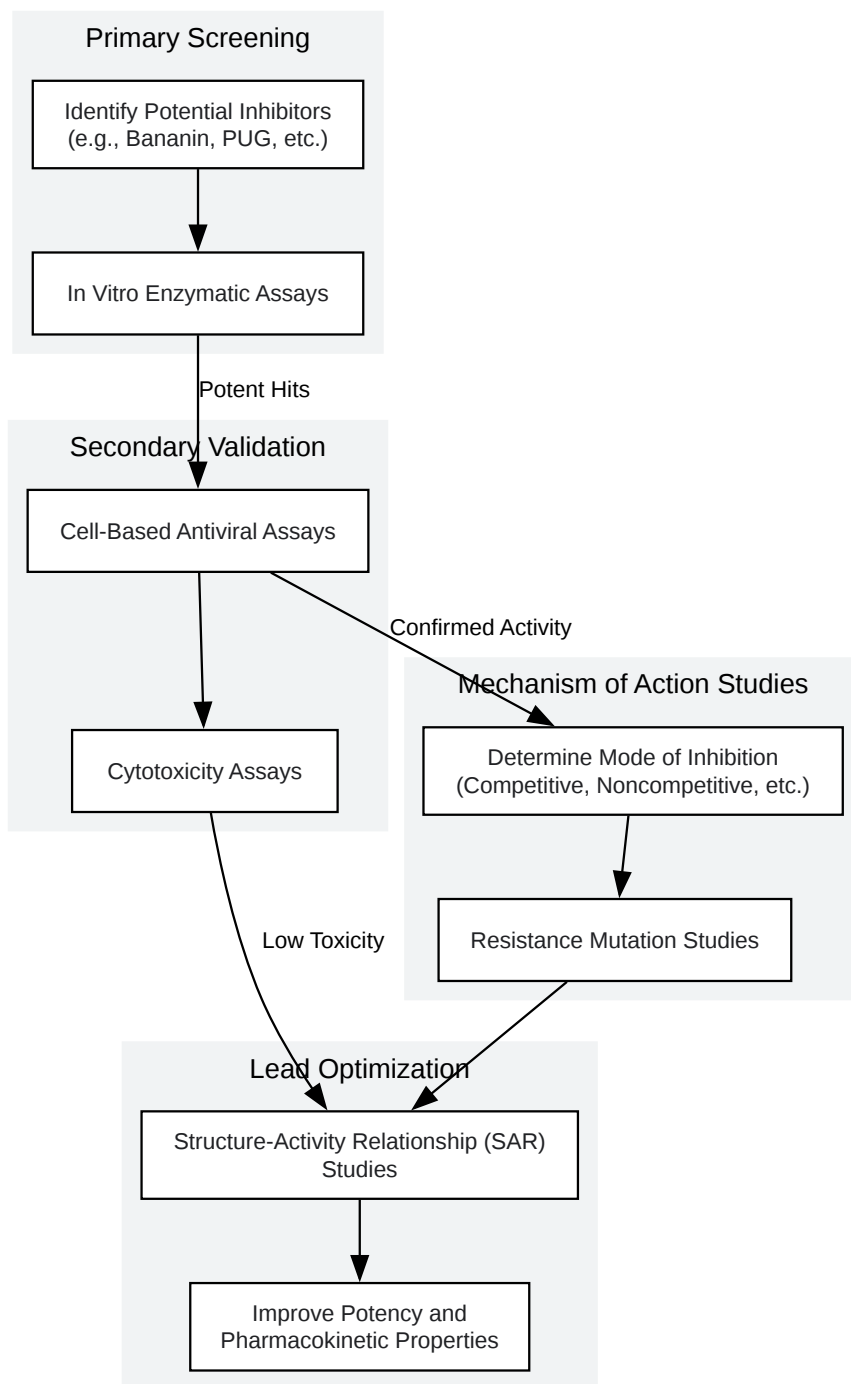 Primary Screening
Identify Potential Inhibitors
(e.g., Bananin, PUG, etc.)
In Vitro Enzymatic Assays
Potent Hits
Secondary Validation
Cell-Based Antiviral Assays
Confirmed Activity
Mechanism of Action Studies
Determine Mode of Inhibition
(Competitive, Noncompetitive, etc.)
Cytotoxicity Assays
Resistance Mutation Studies
Low Toxicity
Lead Optimization
Structure-Activity Relationship (SAR)
Studies
Improve Potency and
Pharmacokinetic Properties